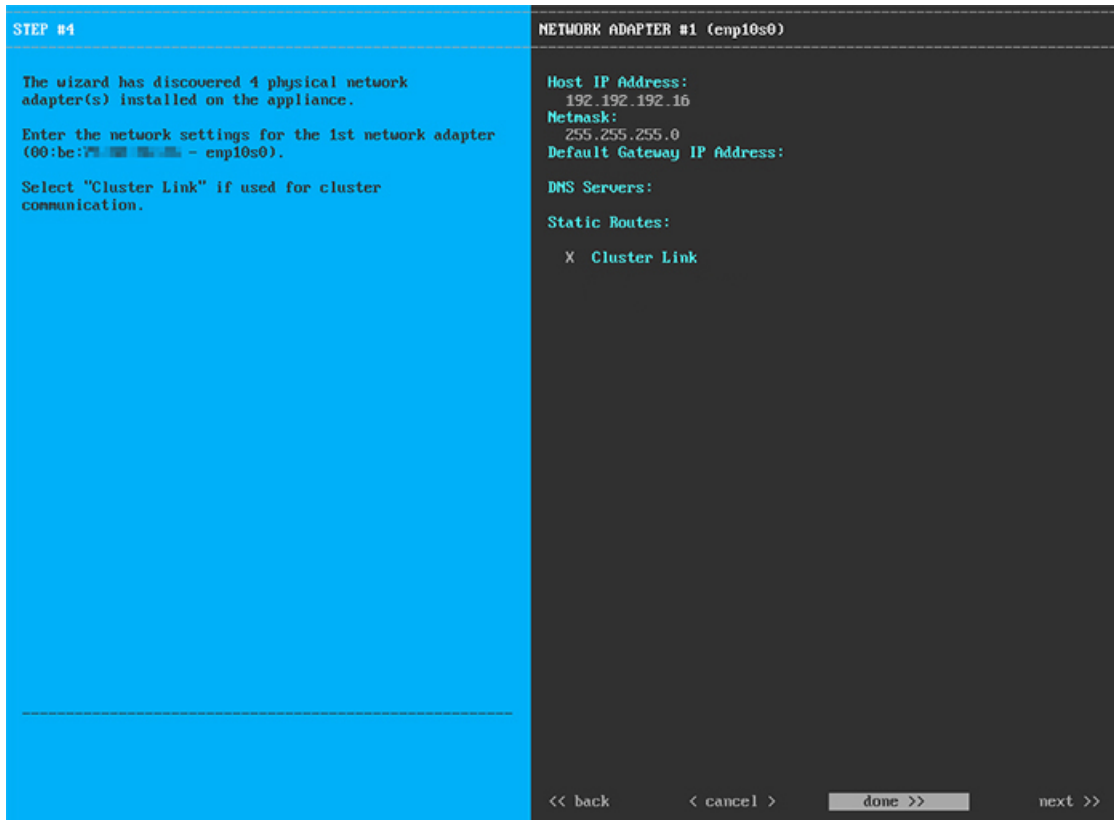 STEP #4
The wizard has discovered 4 physical network
adapter(s) installed on the appliance.
Enter the network settings for the 1st network adapter
(00:be: - enp10s0).
Select "Cluster Link" if used for cluster
communication.
NETWORK ADAPTER #1 (enp10s0)
Host IP Address:
192.192.192.16
Netmask:
255.255.255.0
Default Gateway IP Address:
DNS Servers:
Static Routes:
X Cluster Link
<< back < cancel > done >> next >>